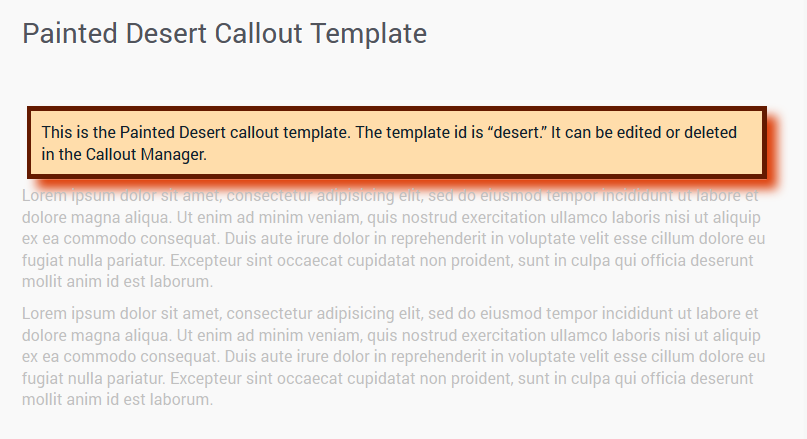 Painted Desert Callout Template
This is the Painted Desert callout template. The template id is “desert.” It can be edited or deleted
in the Callout Manager.
Lorem ipsum dolor sit amet, consectetur adipisicing elit, sed do eiusmod tempor incididunt ut labore et
dolore magna aliqua. Ut enim ad minim veniam, quis nostrud exercitation ullamco laboris nisi ut aliquip
ex ea commodo consequat. Duis aute irure dolor in reprehenderit in voluptate velit esse cillum dolore eu
fugiat nulla pariatur. Excepteur sint occaecat cupidatat non proident, sunt in culpa qui officia deserunt
mollit anim id est laborum.
Lorem ipsum dolor sit amet, consectetur adipisicing elit, sed do eiusmod tempor incididunt ut labore et
dolore magna aliqua. Ut enim ad minim veniam, quis nostrud exercitation ullamco laboris nisi ut aliquip
ex ea commodo consequat. Duis aute irure dolor in reprehenderit in voluptate velit esse cillum dolore eu
fugiat nulla pariatur. Excepteur sint occaecat cupidatat non proident, sunt in culpa qui officia deserunt
mollit anim id est laborum.